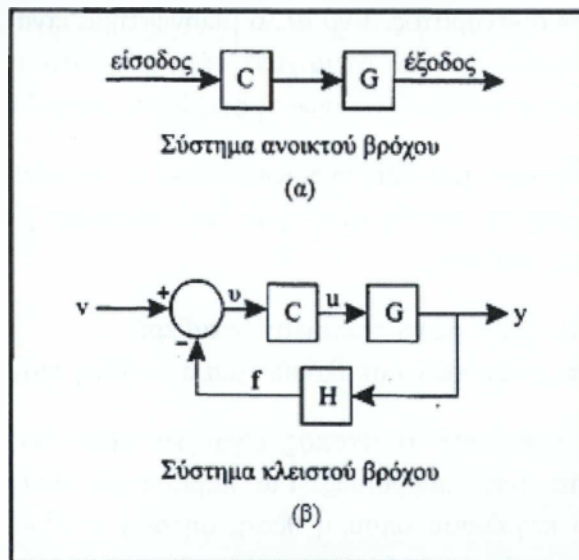 είσοδος C G έξοδος
Σύστημα ανοικτού βρόχου
(α)
v + υ C u G y
−
f H
Σύστημα κλειστού βρόχου
(β)